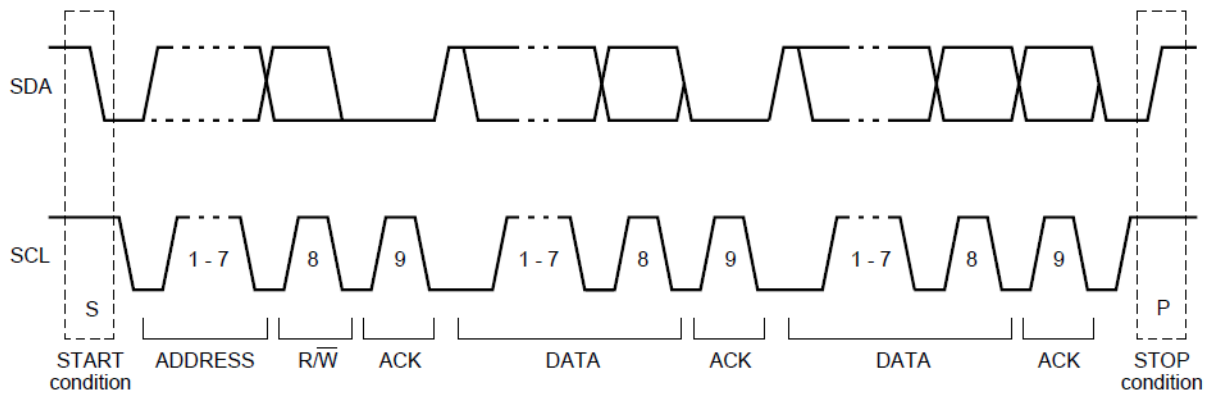 SDA
SCL
1 - 7
8
9
1 - 7
8
9
1 - 7
8
9
S
P
START
condition
ADDRESS
R/W̅
ACK
DATA
ACK
DATA
ACK
STOP
condition